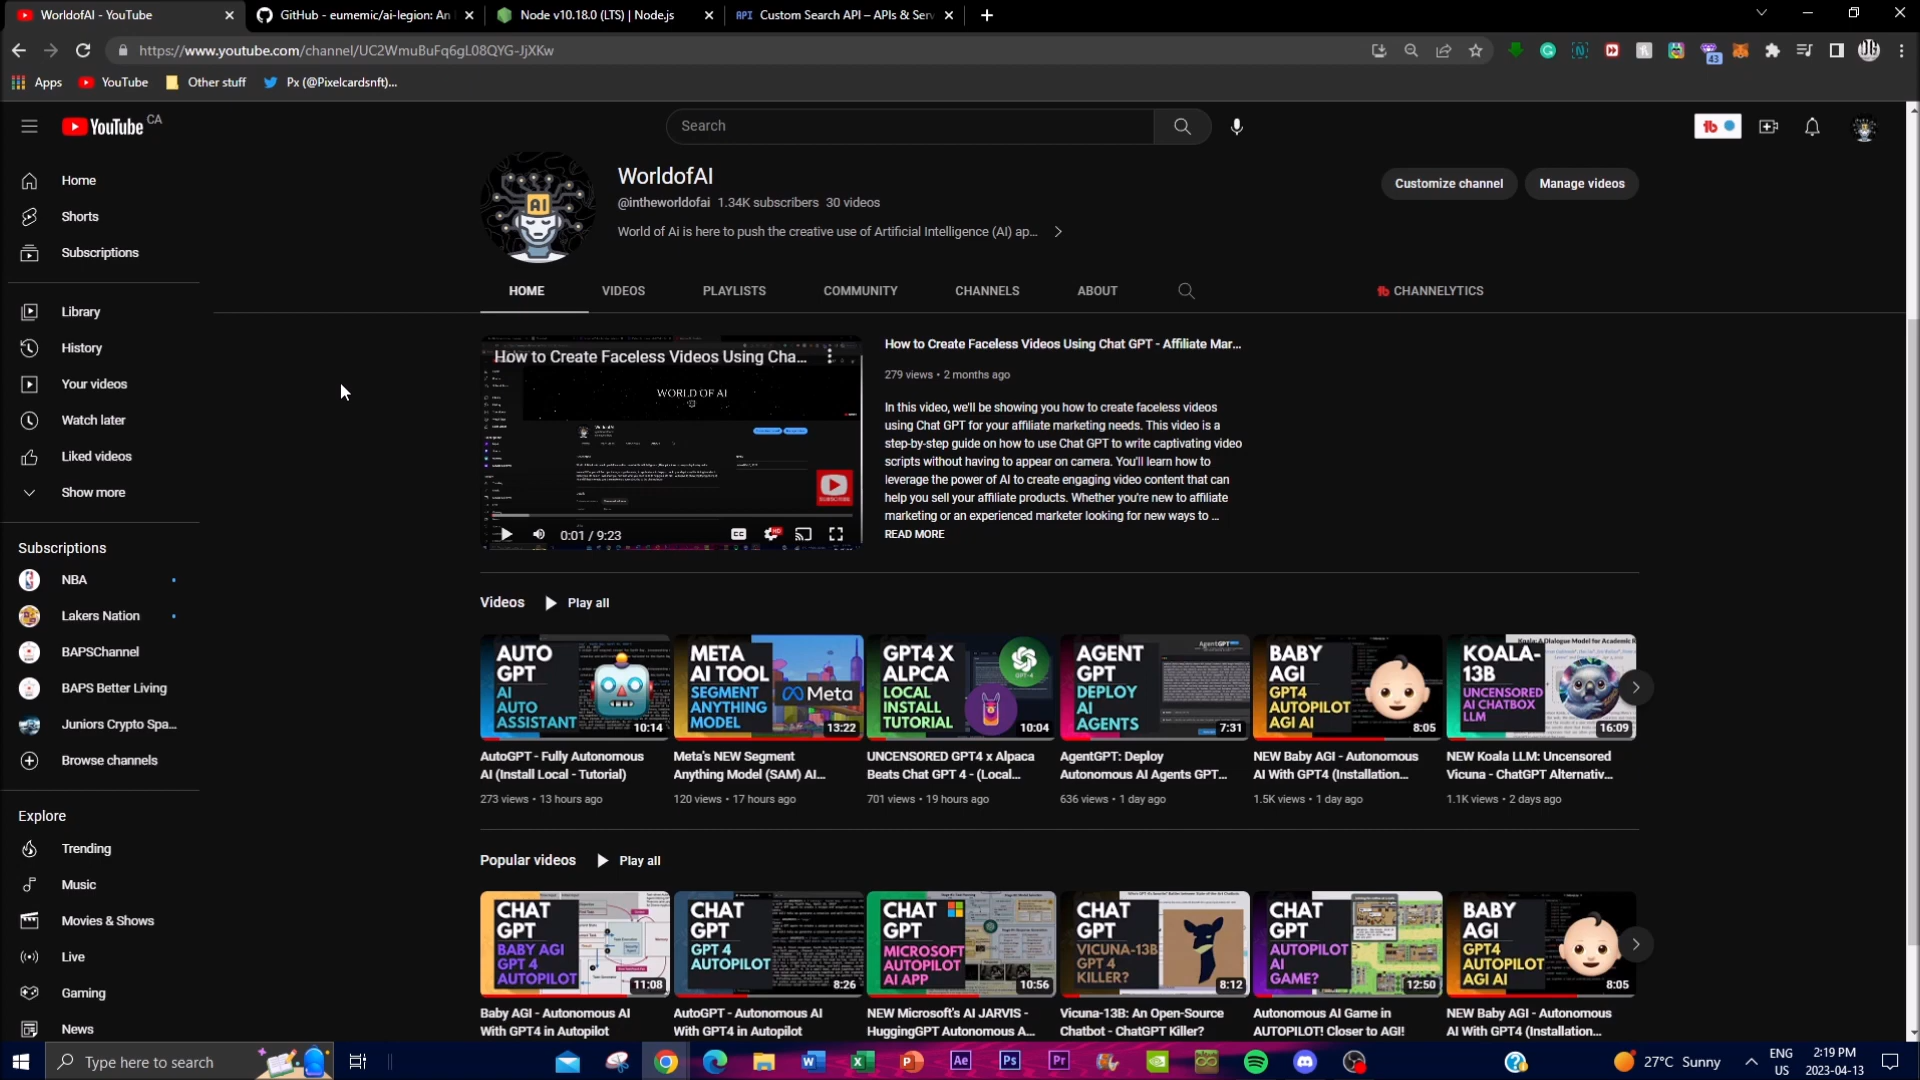 WorldofAI - YouTube
GitHub - eumemic/ai-legion: An
Node v10.18.0 (LTS) | Node.js
API Custom Search API – APIs & Serv
https://www.youtube.com/channel/UC2WmuBuFq6gL08QYG-JjXKw
43
Apps
YouTube
Other stuff
Px (@Pixelcardsnft)...
YouTube CA
Search
WorldofAI
@intheworldofai 1.34K subscribers 30 videos
World of Ai is here to push the creative use of Artificial Intelligence (AI) ap...
Customize channel
Manage videos
HOME
VIDEOS
PLAYLISTS
COMMUNITY
CHANNELS
ABOUT
CHANNELYTICS
Home
Shorts
Subscriptions
Library
History
Your videos
Watch later
Liked videos
Show more
Subscriptions
NBA
Lakers Nation
BAPSChannel
BAPS Better Living
Juniors Crypto Spa...
Browse channels
Explore
Trending
Music
Movies & Shows
Live
Gaming
News
How to Create Faceless Videos Using Cha...
WORLD OF AI
SUBSCRIBE
0:01 / 9:23
How to Create Faceless Videos Using Chat GPT - Affiliate Mar...
279 views • 2 months ago
In this video, we'll be showing you how to create faceless videos
using Chat GPT for your affiliate marketing needs. This video is a
step-by-step guide on how to use Chat GPT to write captivating video
scripts without having to appear on camera. You'll learn how to
leverage the power of AI to create engaging video content that can
help you sell your affiliate products. Whether you're new to affiliate
marketing or an experienced marketer looking for new ways to ...
READ MORE
Videos
Play all
AUTO
GPT
AI
AUTO
ASSISTANT
10:14
META
AI TOOL
SEGMENT
ANYTHING
MODEL
Meta
13:22
GPT4 X
ALPCA
LOCAL
INSTALL
TUTORIAL
GPT-4
10:04
AGENT
GPT
DEPLOY
AI
AGENTS
AgentGPT
7:31
BABY
AGI
GPT4
AUTOPILOT
AGI AI
8:05
KOALA-
13B
UNCENSORED
AI CHATBOX
LLM
Koala: A Dialogue Model for Academic R
16:09
AutoGPT - Fully Autonomous
AI (Install Local - Tutorial)
273 views • 13 hours ago
Meta's NEW Segment
Anything Model (SAM) AI...
120 views • 17 hours ago
UNCENSORED GPT4 x Alpaca
Beats Chat GPT 4 - (Local...
701 views • 19 hours ago
AgentGPT: Deploy
Autonomous AI Agents GPT...
636 views • 1 day ago
NEW Baby AGI - Autonomous
AI With GPT4 (Installation...
1.5K views • 1 day ago
NEW Koala LLM: Uncensored
Vicuna - ChatGPT Alternativ...
1.1K views • 2 days ago
Popular videos
Play all
CHAT
GPT
BABY AGI
GPT 4
AUTOPILOT
11:08
CHAT
GPT
GPT 4
AUTOPILOT
8:26
CHAT
GPT
MICROSOFT
AUTOPILOT
AI APP
10:56
CHAT
GPT
VICUNA-13B
GPT 4
KILLER?
8:12
CHAT
GPT
AUTOPILOT
AI
GAME?
12:50
BABY
AGI
GPT4
AUTOPILOT
AGI AI
8:05
Baby AGI - Autonomous AI
With GPT4 in Autopilot
AutoGPT - Autonomous AI
With GPT4 in Autopilot
NEW Microsoft's AI JARVIS -
HuggingGPT Autonomous A...
Vicuna-13B: An Open-Source
Chatbot - ChatGPT Killer?
Autonomous AI Game in
AUTOPILOT! Closer to AGI!
NEW Baby AGI - Autonomous
AI With GPT4 (Installation...
Type here to search
27°C Sunny
ENG
US
2:19 PM
2023-04-13